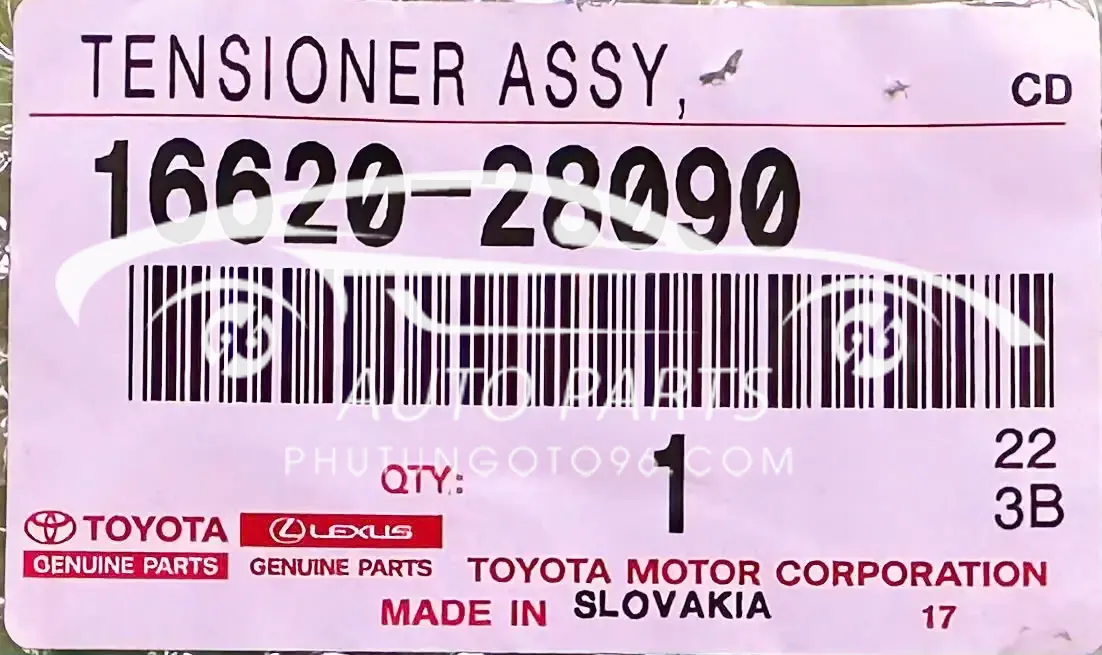 TENSIONER ASSY,
CD
16620-28090
AUTO PARTS
PHUTUNGOTO96.COM
QTY: 1
22
3B
TOYOTA
GENUINE PARTS
LEXUS
GENUINE PARTS
TOYOTA MOTOR CORPORATION
MADE IN SLOVAKIA
17